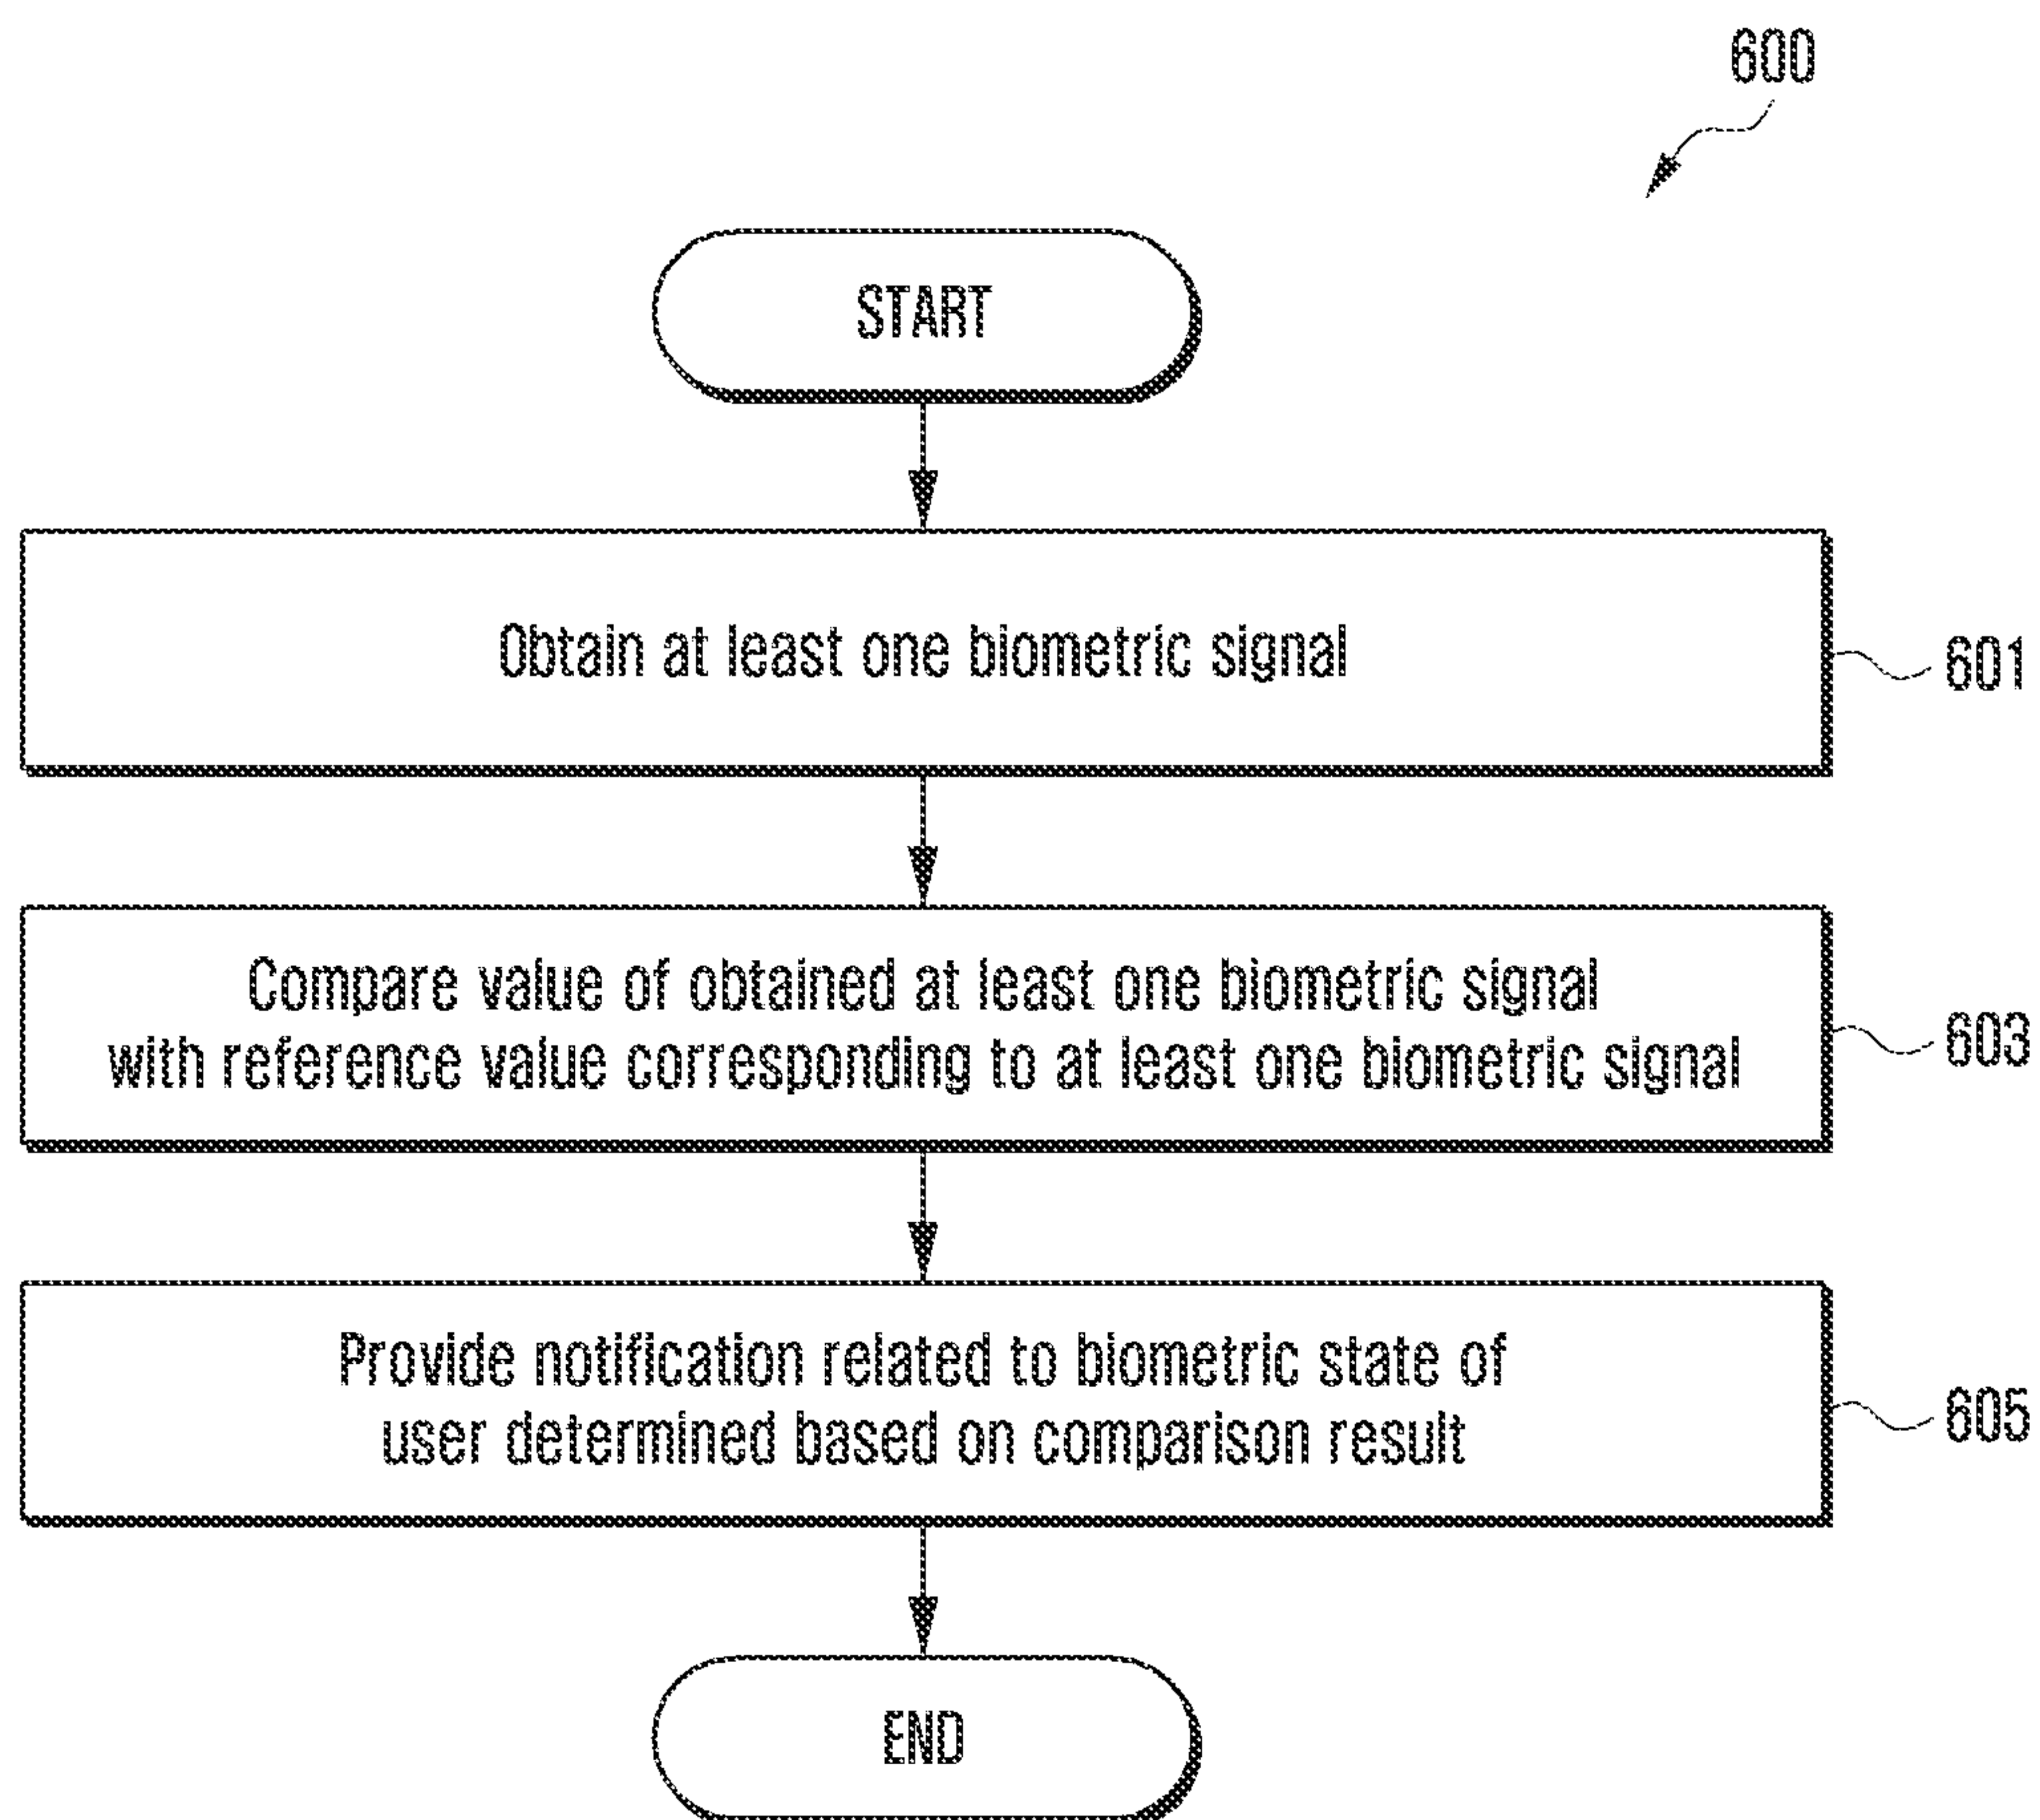 600
START
Obtain at least one biometric signal
601
Compare value of obtained at least one biometric signal
with reference value corresponding to at least one biometric signal
603
Provide notification related to biometric state of
user determined based on comparison result
605
END